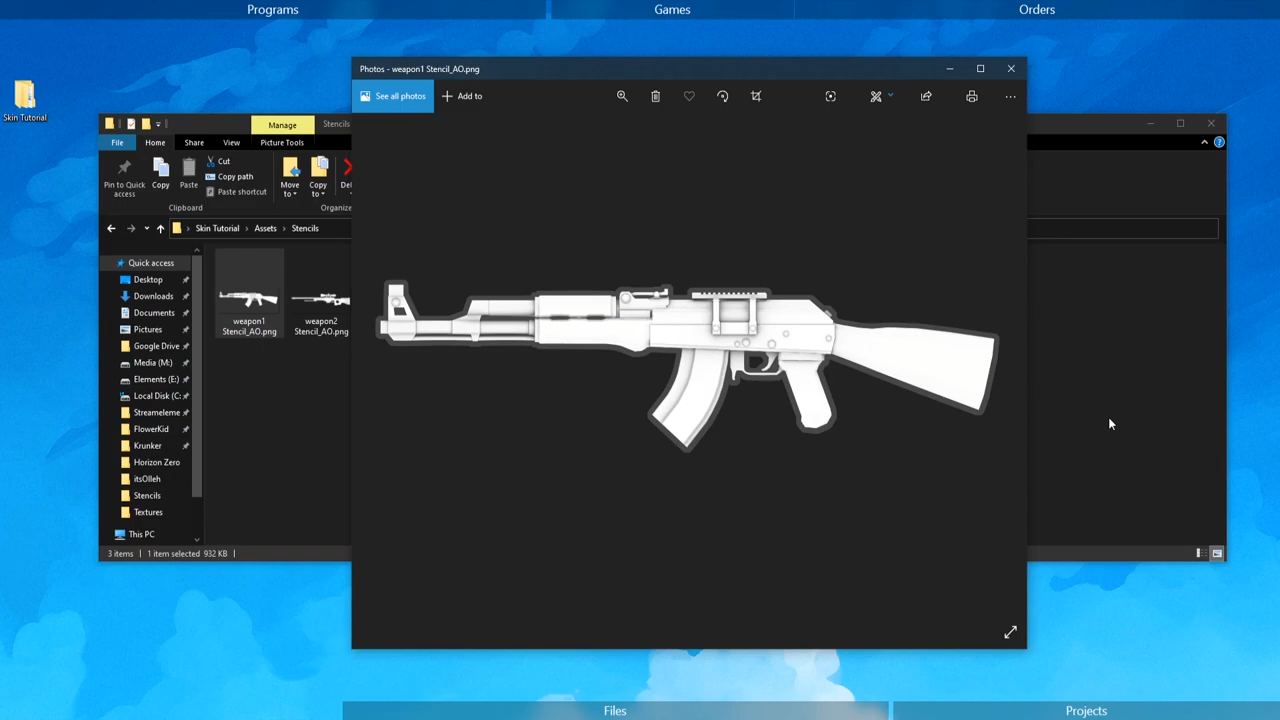 Programs
Games
Orders
Skin Tutorial
Photos - weapon1 Stencil_AO.png
See all photos
Add to
Manage
Stencils
File
Home
Share
View
Picture Tools
Pin to Quick
access
Copy
Paste
Cut
Copy path
Paste shortcut
Move
to
Copy
to
Clipboard
Skin Tutorial
Assets
Stencils
Quick access
Desktop
Downloads
Documents
Pictures
Google Drive
Media (M:)
Elements (E:)
Local Disk (C:
Streameleme
FlowerKid
Krunker
Horizon Zero
itsOlleh
Stencils
Textures
This PC
weapon1
Stencil_AO.png
weapon2
Stencil_AO.png
3 items
1 item selected 932 KB
Files
Projects